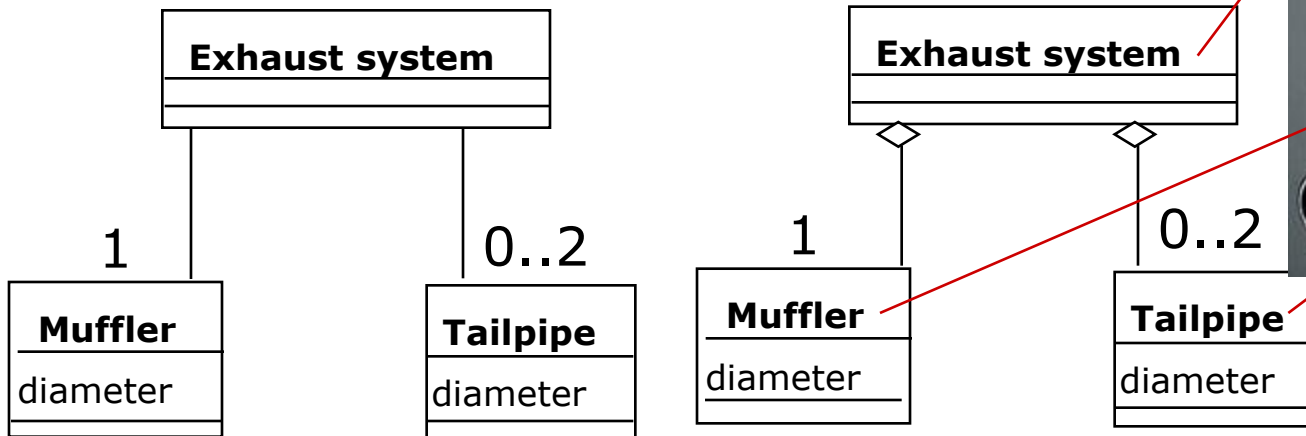 Exhaust system
1
0..2
Muffler
diameter
Tailpipe
diameter
Exhaust system
1
0..2
Muffler
diameter
Tailpipe
diameter